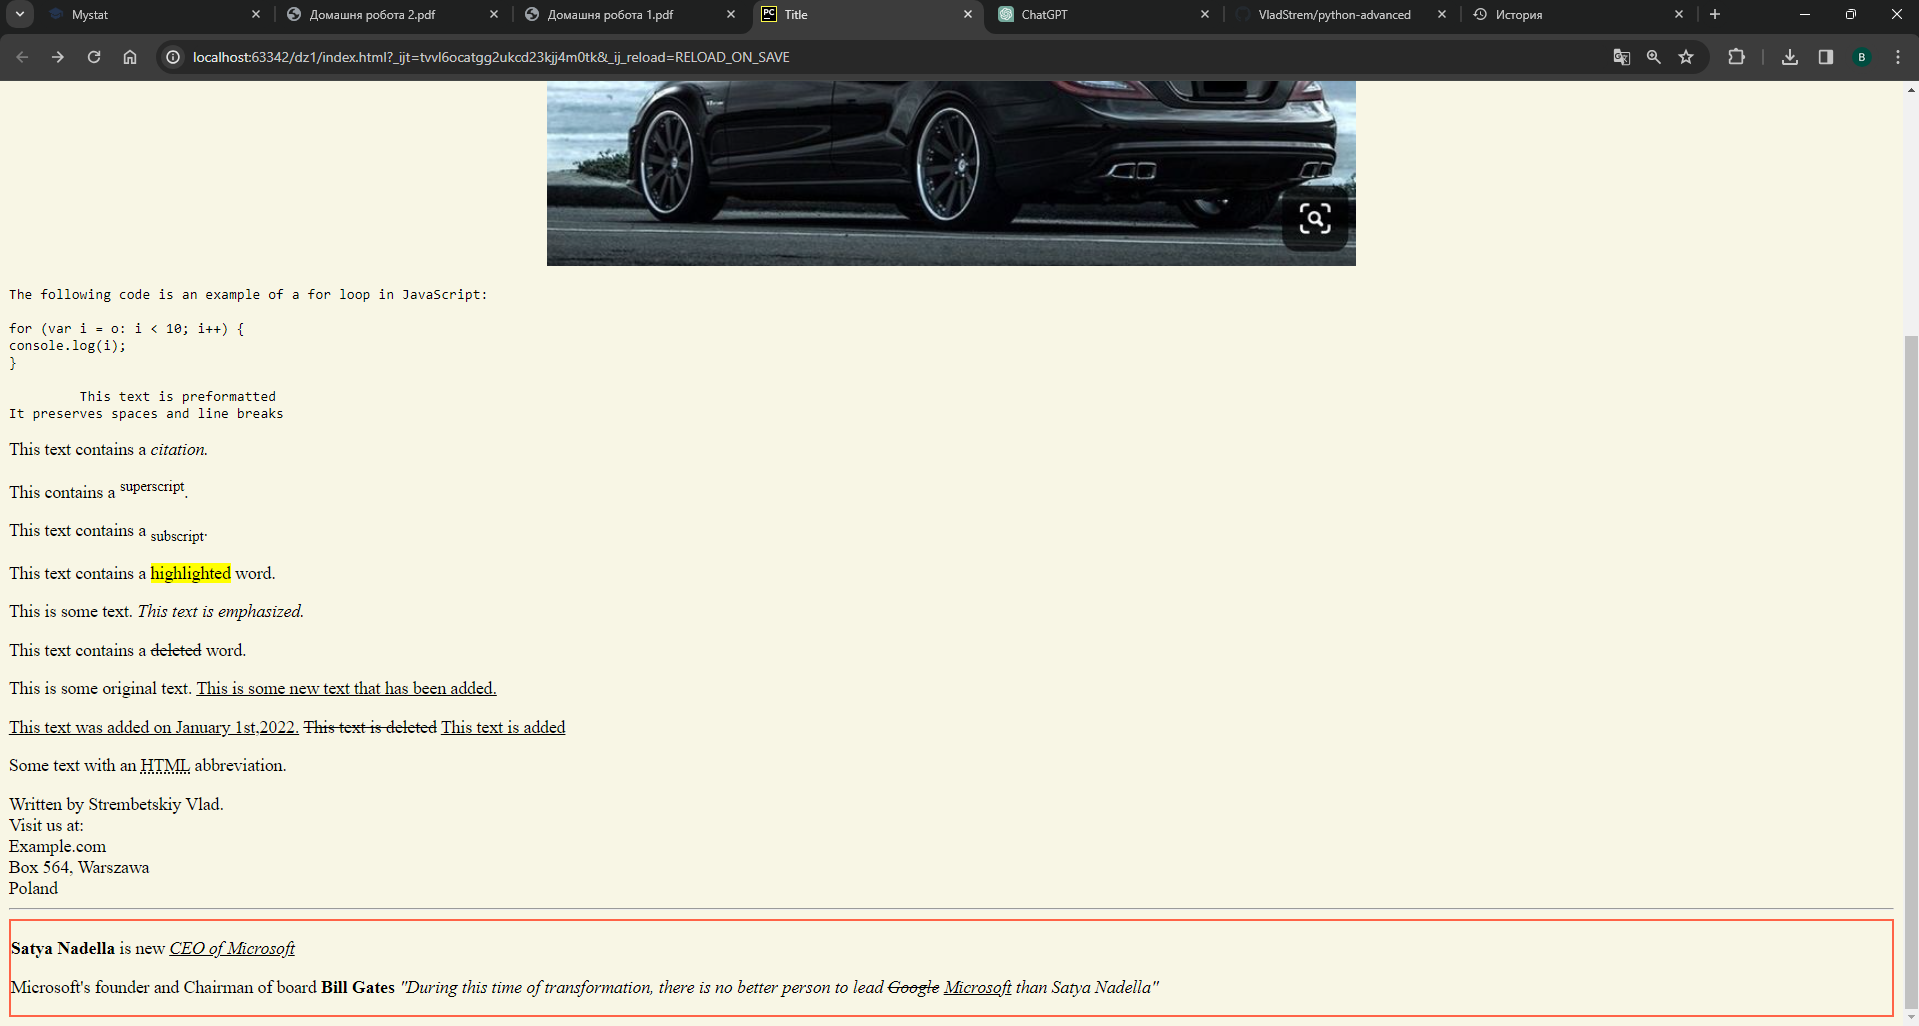 Mystat
Домашня робота 2.pdf
Домашня робота 1.pdf
PC
Title
ChatGPT
VladStrem/python-advanced
История
localhost:63342/dz1/index.html?_ijt=tvvl6ocatgg2ukcd23kjj4m0tk&_ij_reload=RELOAD_ON_SAVE
В
The following code is an example of a for loop in JavaScript:
for (var i = o: i < 10; i++) {
console.log(i);
}
This text is preformatted
It preserves spaces and line breaks
This text contains a citation.
This contains a superscript.
This text contains a subscript.
This text contains a highlighted word.
This is some text. This text is emphasized.
This text contains a deleted word.
This is some original text. This is some new text that has been added.
This text was added on January 1st,2022. This text is deleted This text is added
Some text with an HTML abbreviation.
Written by Strembetskiy Vlad.
Visit us at:
Example.com
Box 564, Warszawa
Poland
Satya Nadella is new CEO of Microsoft
Microsoft's founder and Chairman of board Bill Gates "During this time of transformation, there is no better person to lead Google Microsoft than Satya Nadella"